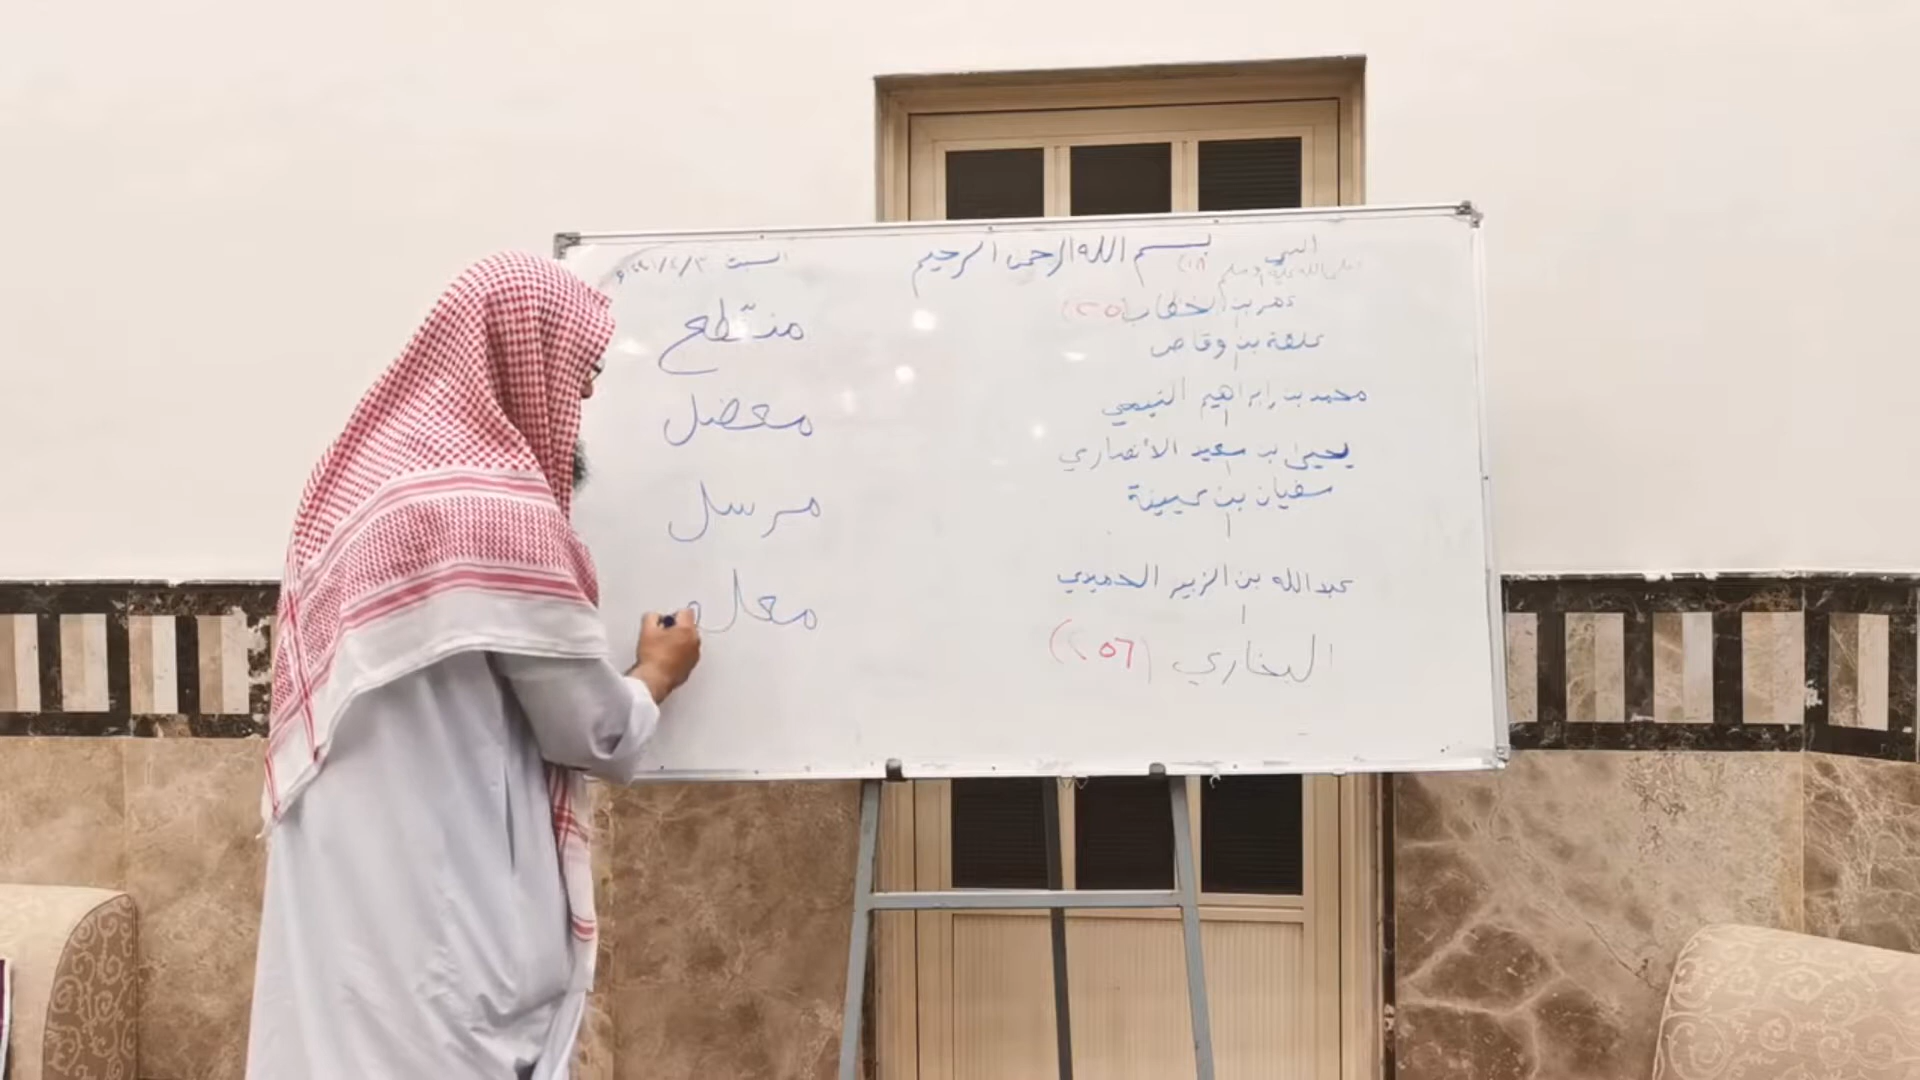 بسم الله الرحمن الرحيم
النبي
صلى الله عليه وسلم
عمر بن الخطاب
علقمة بن وقاص
محمد بن إبراهيم التيمي
يحيى بن سعيد الأنصاري
سفيان بن عيينة
عبدالله بن الزبير الحميدي
البخاري (٢٥٦)
السبت
منقطع
معضل
مرسل